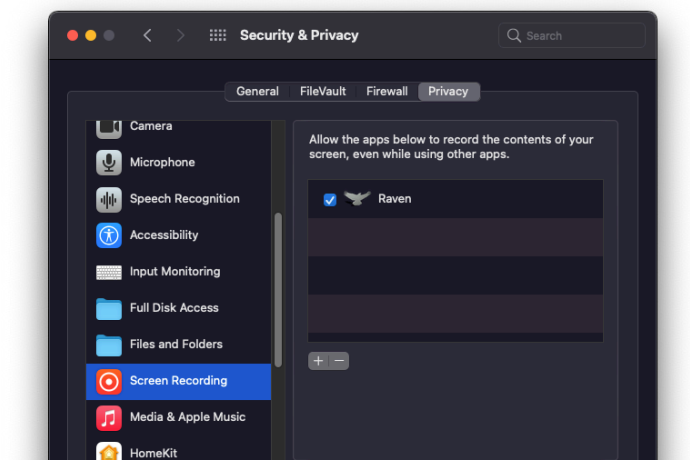 Security & Privacy
Search
General
FileVault
Firewall
Privacy
Camera
Microphone
Speech Recognition
Accessibility
Input Monitoring
Full Disk Access
Files and Folders
Screen Recording
Media & Apple Music
HomeKit
Allow the apps below to record the contents of your
screen, even while using other apps.
Raven